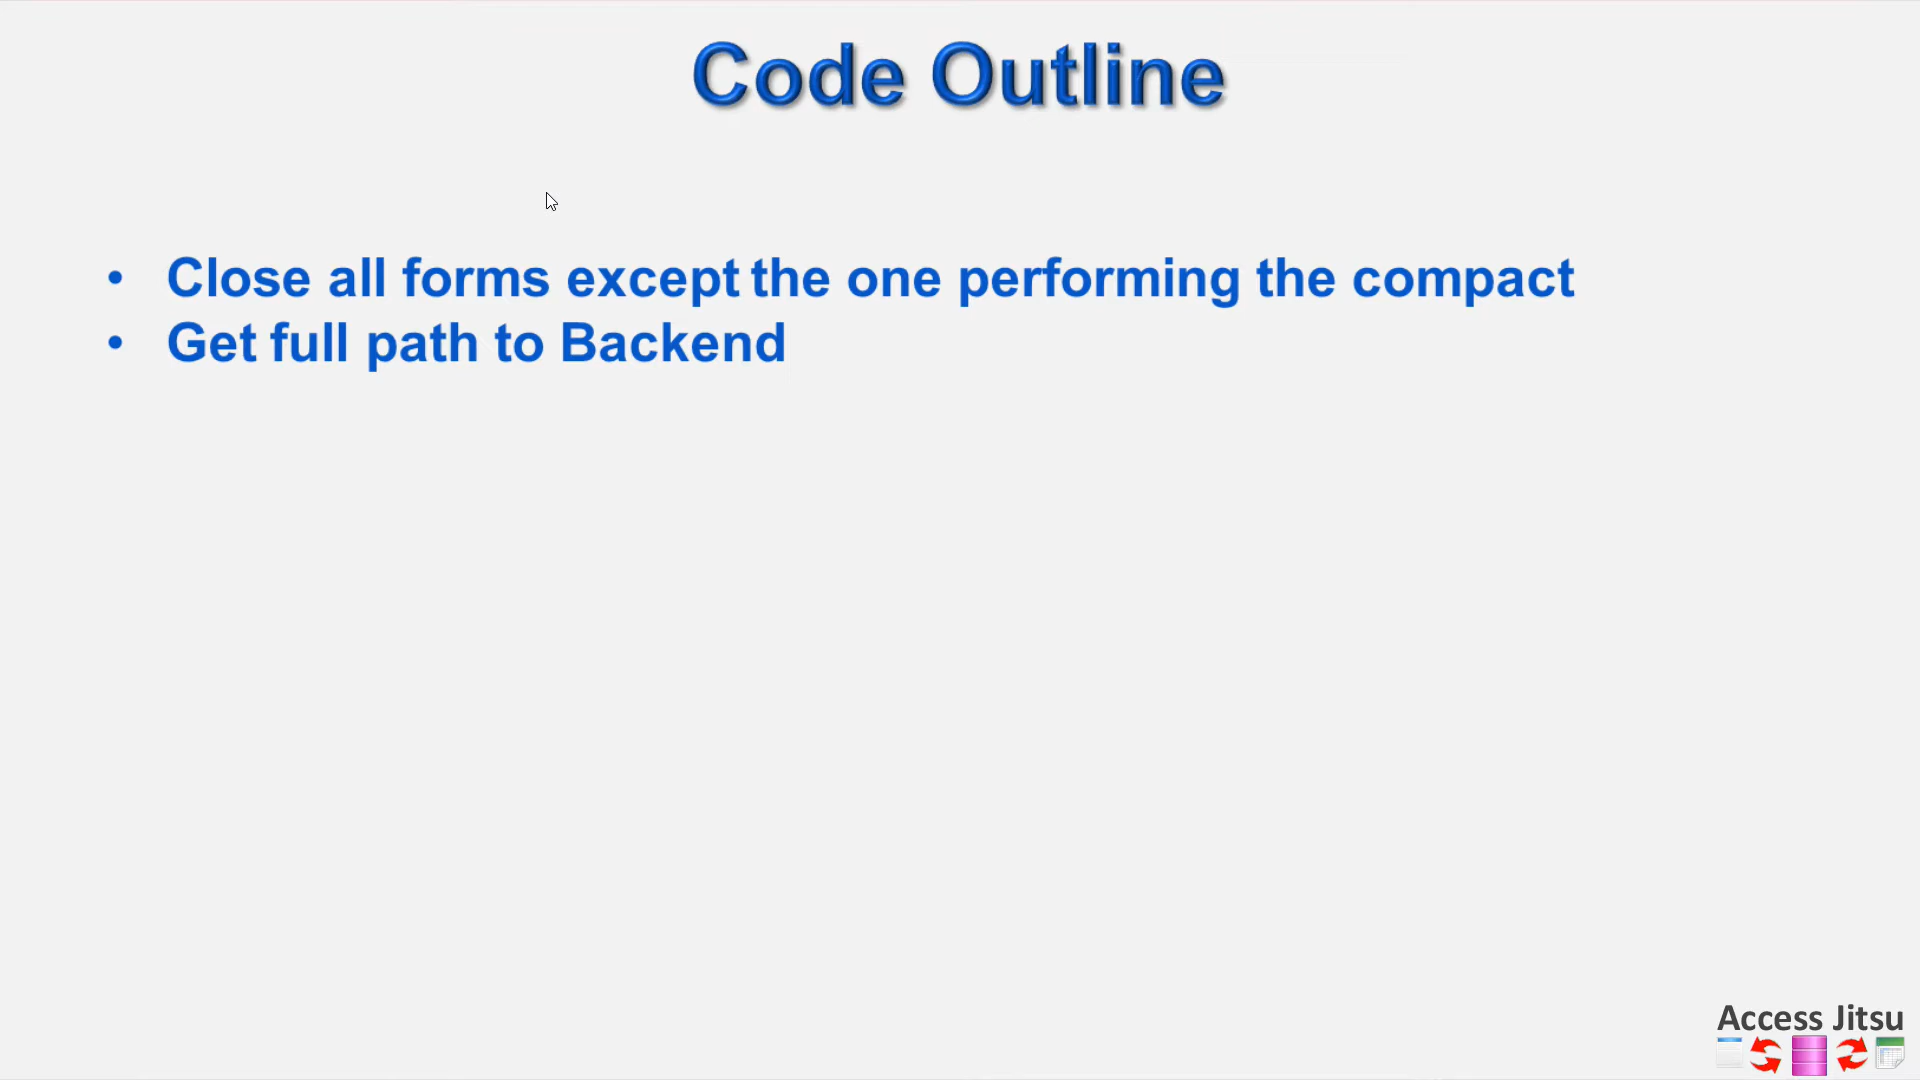 Code Outline
• Close all forms except the one performing the compact
• Get full path to Backend
Access Jitsu